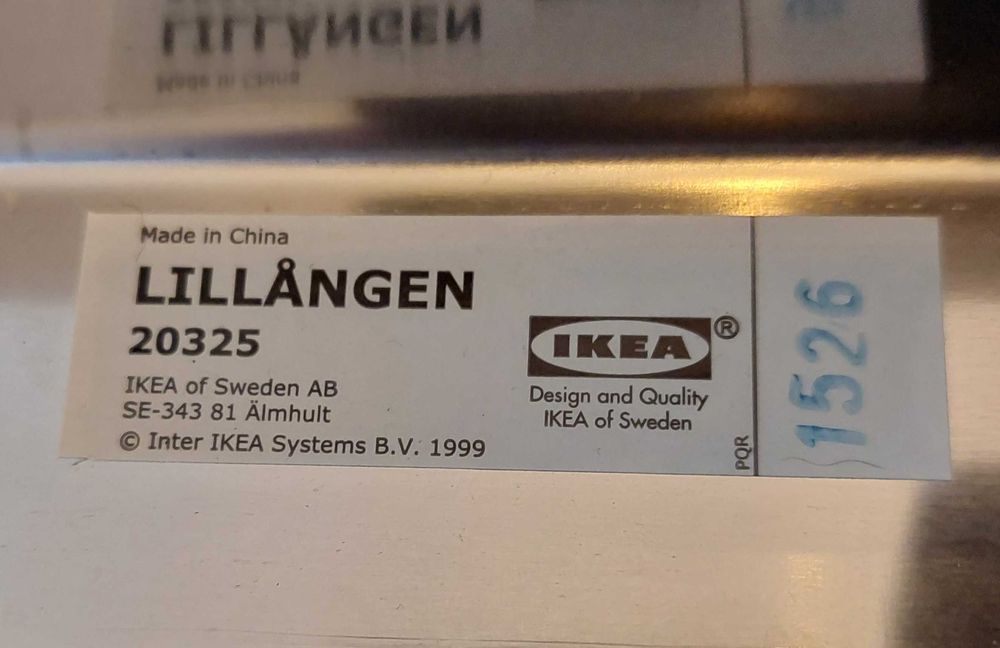 Made in China
LILLÅNGEN
20325
IKEA of Sweden AB
SE-343 81 Älmhult
© Inter IKEA Systems B.V. 1999
IKEA®
Design and Quality
IKEA of Sweden
PQR
1526